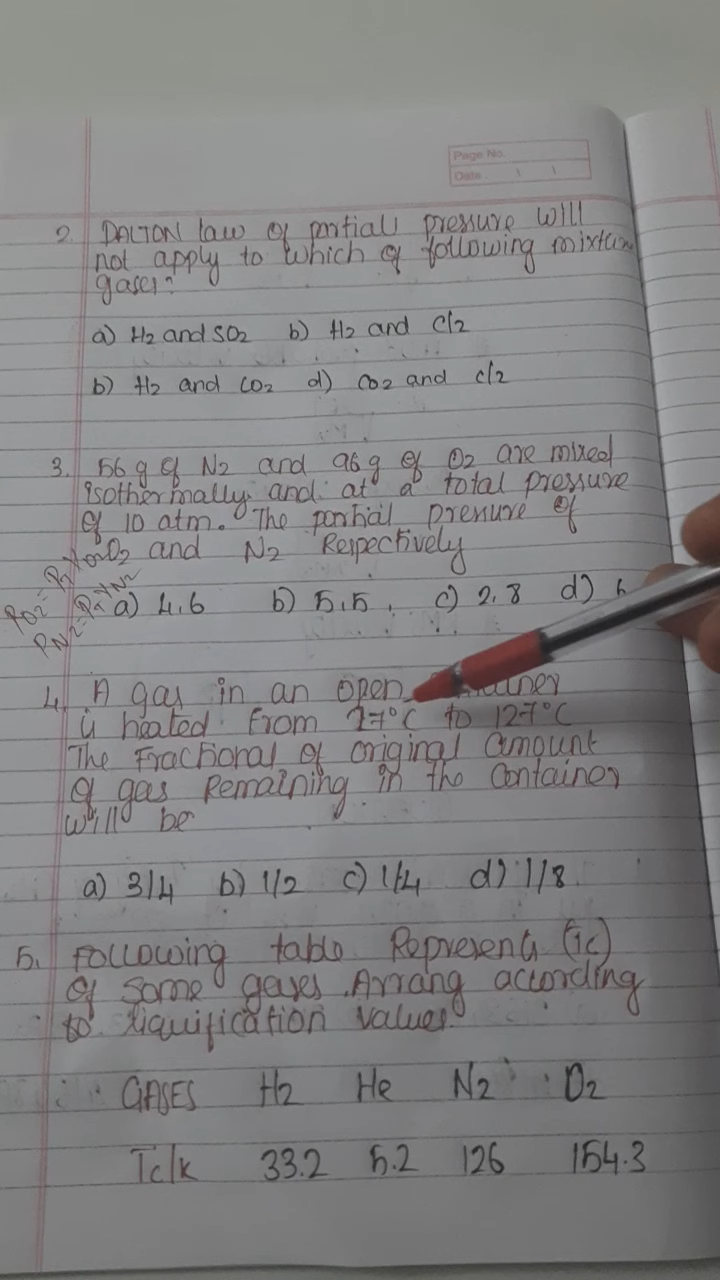 Page No.
Date
2. DALTON law of partial pressure will
not apply to which of following
gases?
a) H2 and SO2 b) H2 and Cl2
b) H2 and CO2 d) CO2 and Cl2
3. 56 g of N2 and 96 g of O2 are mixed
isothermally and at a total pressure
of 10 atm. The partial pressure of
O2 and N2 Respectively
a) 4,6 b) 5,5, c) 2,8 d)
4. A gas in an open
is heated from 27°C to 127°C
The Fractional of original amount
of gas Remaining in the container
will be
a) 3/4 b) 1/2 c) 1/4 d) 1/8
5. Following table Represents (Tc)
of some gases. Arrang according
to liquification values
GASES H2 He N2 O2
Tc/k 33.2 5.2 126 154.3